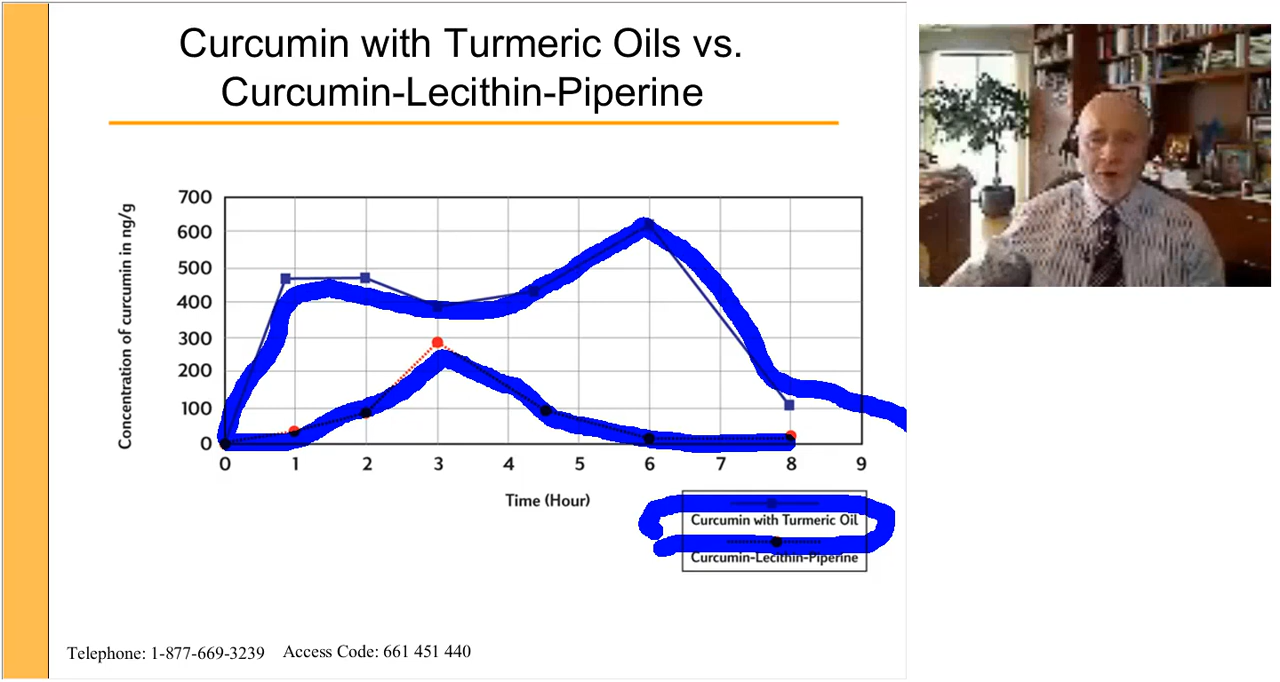 Curcumin with Turmeric Oils vs.
Curcumin-Lecithin-Piperine
Concentration of curcumin in ng/g
700
600
500
400
300
200
100
0
0 1 2 3 4 5 6 7 8 9
Time (Hour)
Curcumin with Turmeric Oil
Curcumin-Lecithin-Piperine
Telephone: 1-877-669-3239 Access Code: 661 451 440